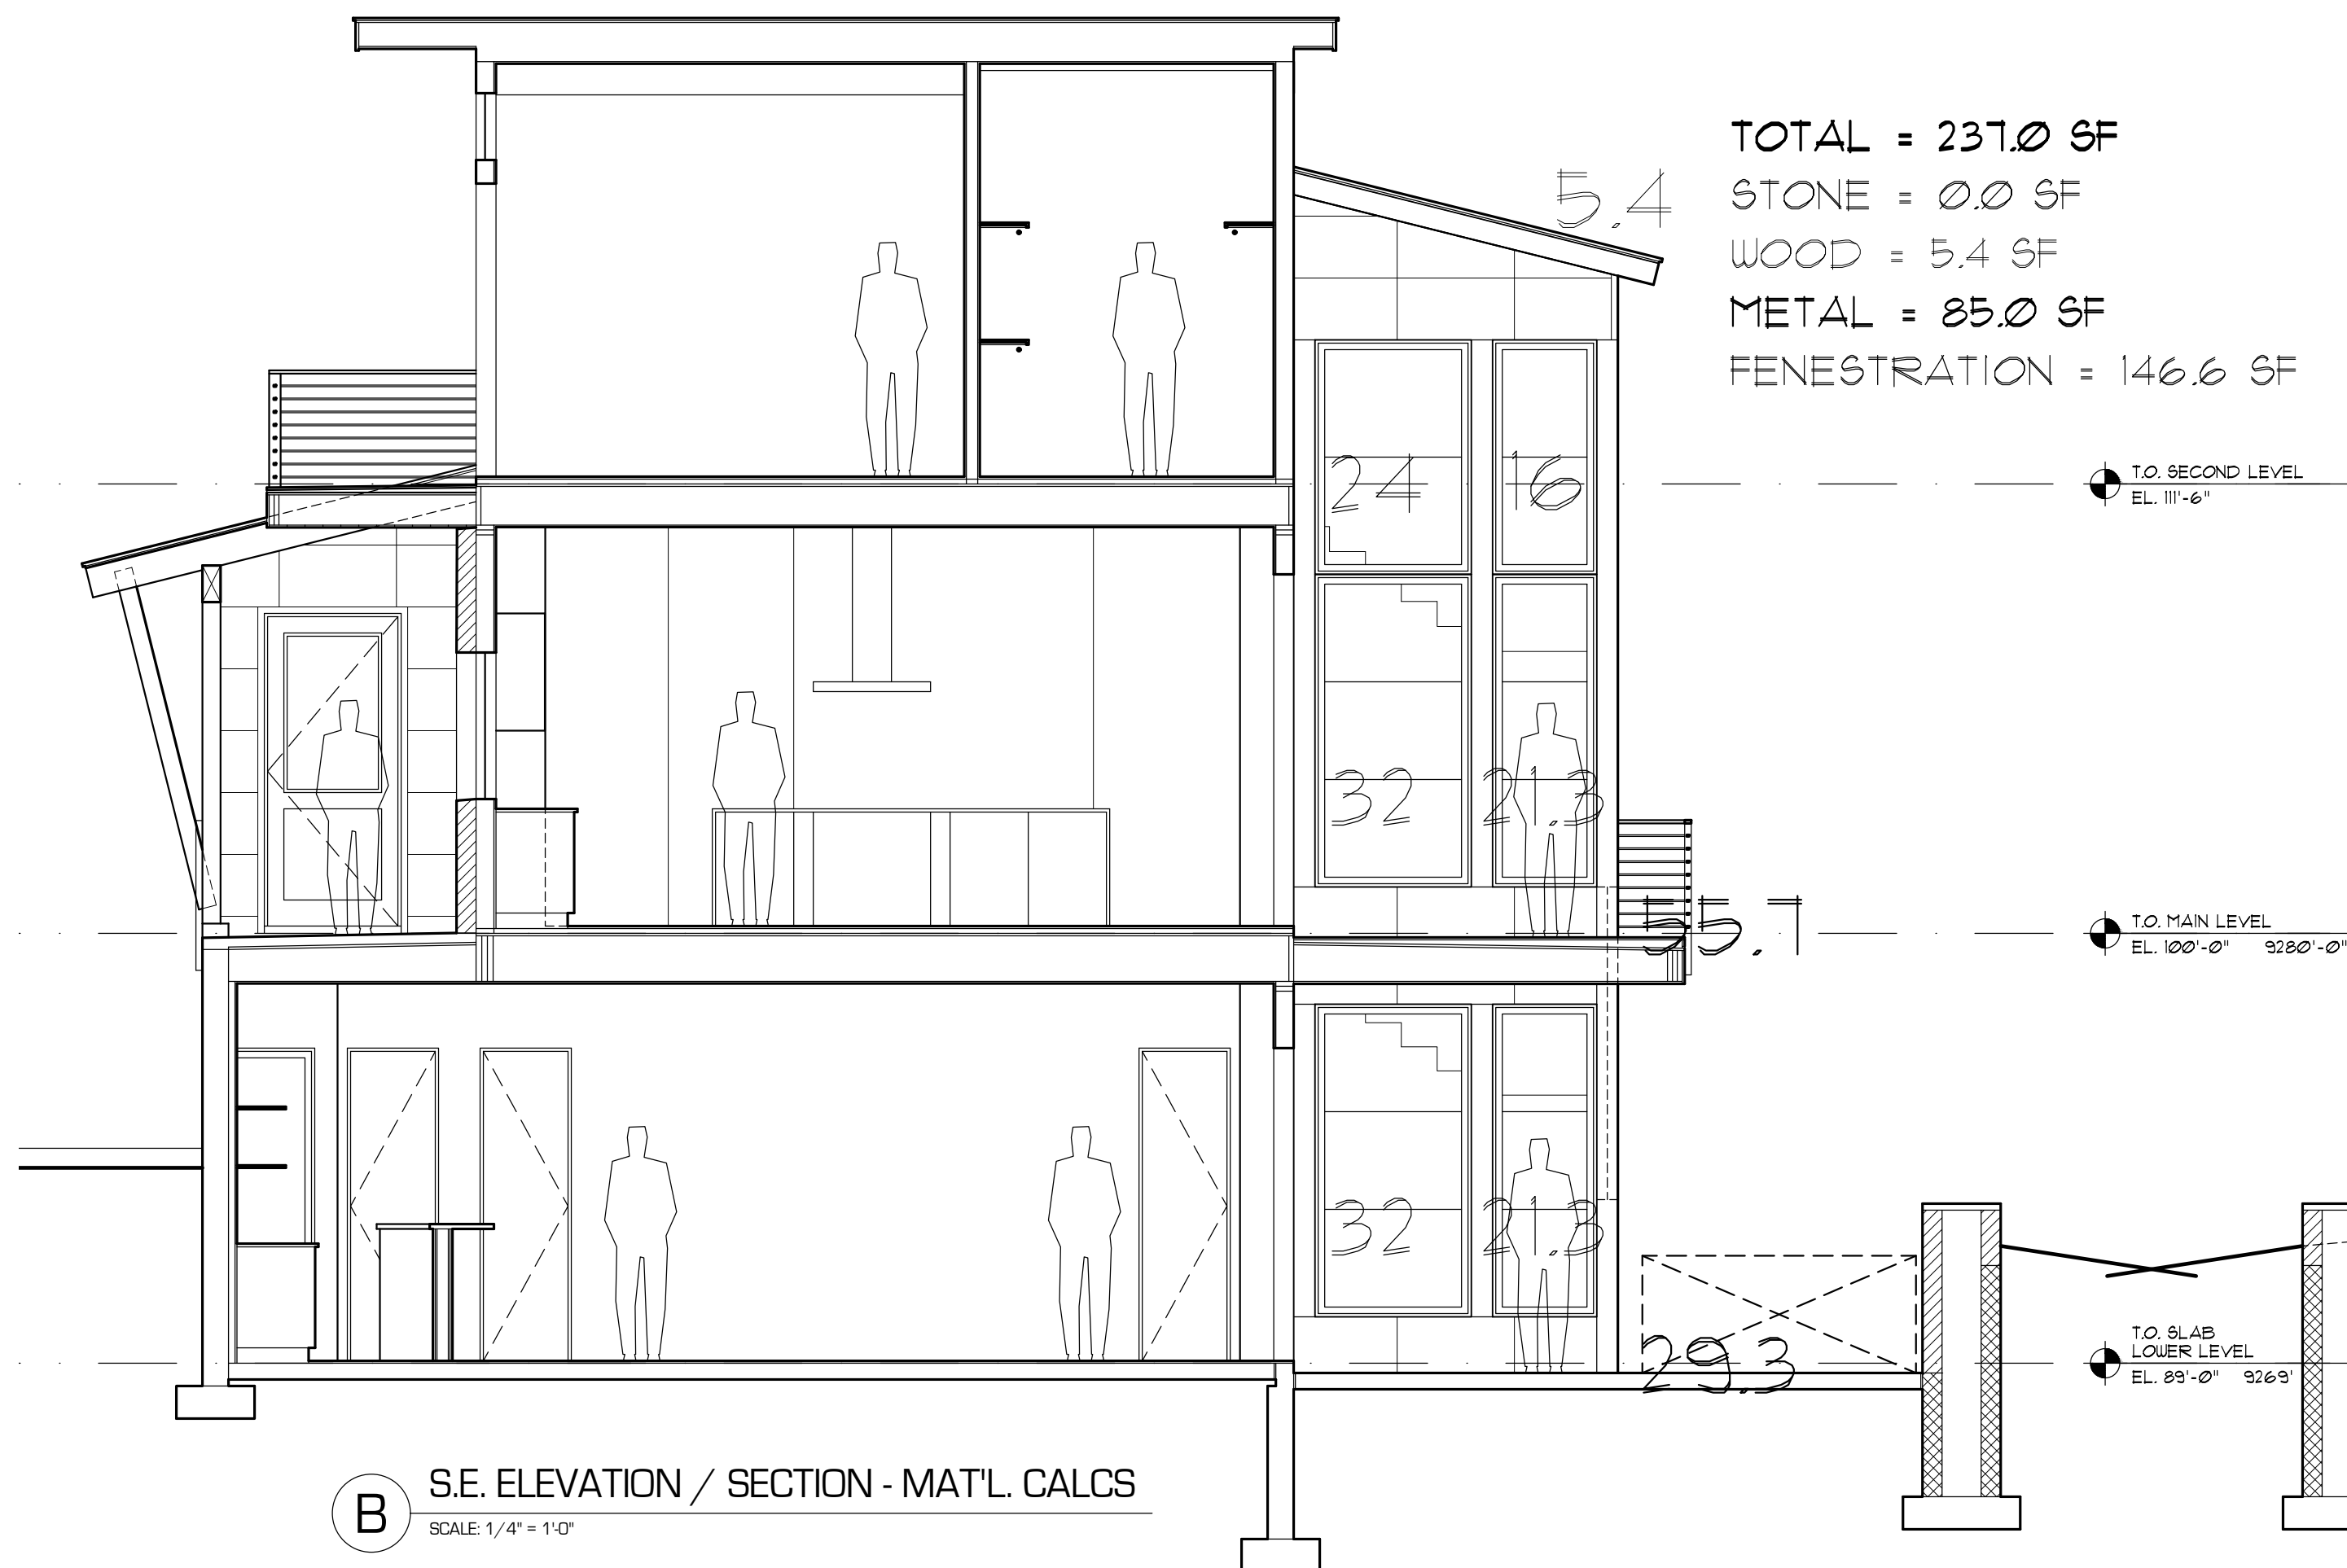 TOTAL = 237.0 SF
STONE = 0.0 SF
WOOD = 5.4 SF
METAL = 85.0 SF
FENESTRATION = 146.6 SF
5.4
24
16
T.O. SECOND LEVEL
EL. 111'-6"
32
21.3
55.7
T.O. MAIN LEVEL
EL. 100'-0" 9280'-0"
32
21.3
29.3
T.O. SLAB
LOWER LEVEL
EL. 89'-0" 9269'
B
S.E. ELEVATION / SECTION - MAT'L. CALCS
SCALE: 1/4" = 1'-0"